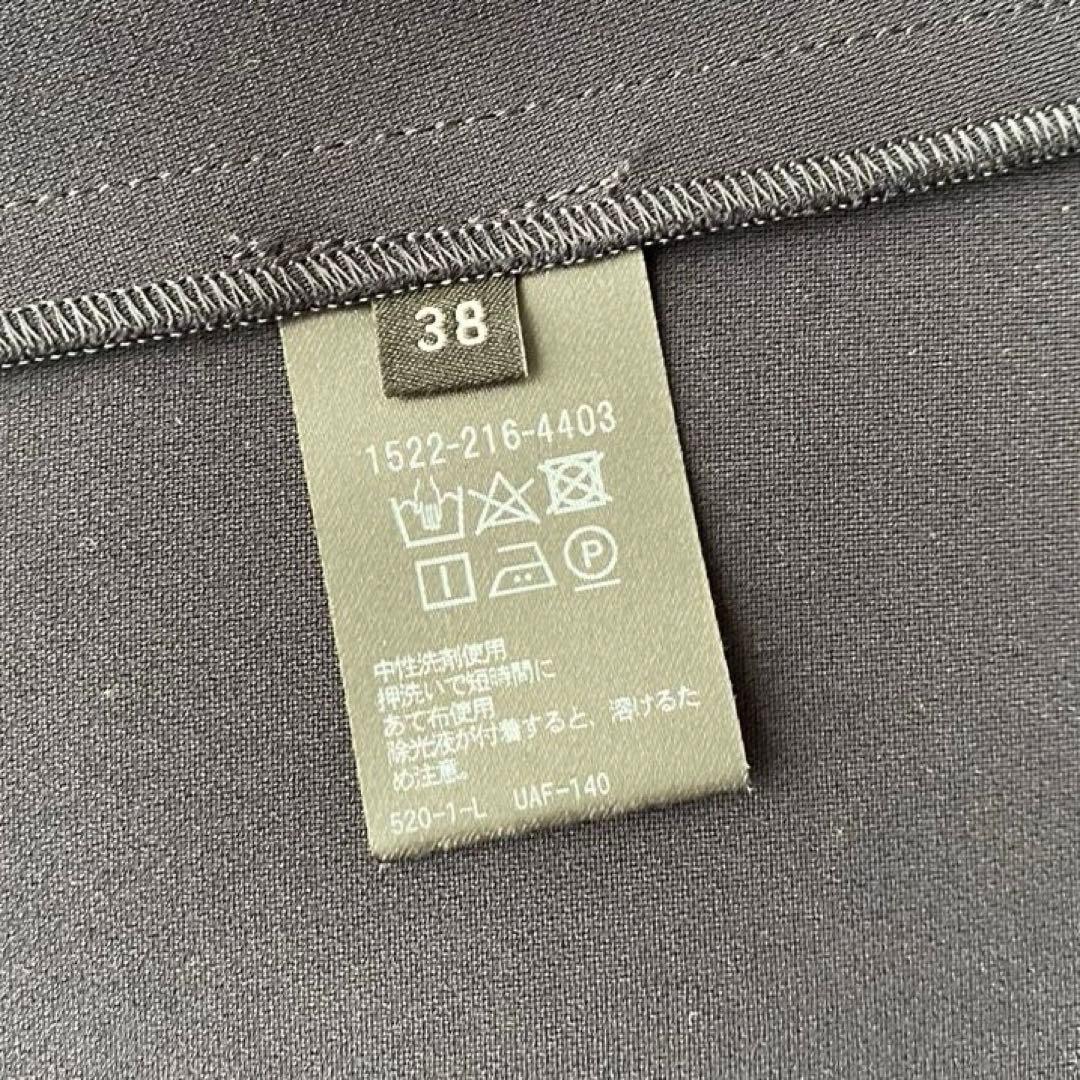 38
1522-216-4403
P
中性洗剤使用
押洗いで短時間に
あて布使用
除光液が付着すると、溶けるた
め注意。
520-1-L UAF-140